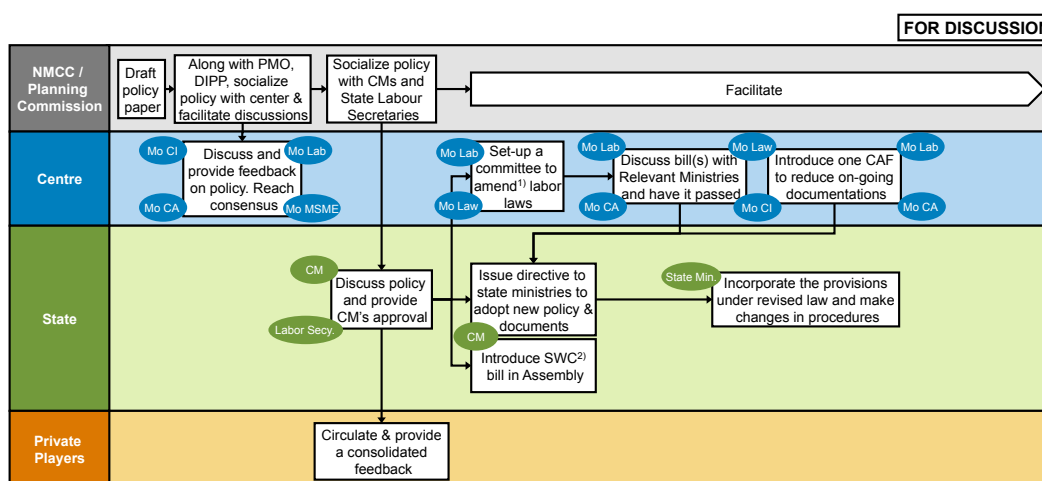 FOR DISCUSSION
NMCC /
Planning
Commission
Draft
policy
paper
Along with PMO,
DIPP, socialize
policy with center &
facilitate discussions
Socialize policy
with CMs and
State Labour
Secretaries
Facilitate
Centre
Mo CI
Mo Lab
Discuss and
provide feedback
on policy. Reach
consensus
Mo CA
Mo MSME
Mo Lab
Set-up a
committee to
amend1) labor
laws
Mo Law
Mo Lab
Mo Law
Discuss bill(s) with
Relevant Ministries
and have it passed
Mo CA
Mo CI
Mo Lab
Introduce one CAF
to reduce on-going
documentations
Mo CA
State
CM
Discuss policy
and provide
CM's approval
Labor Secy.
Issue directive to
state ministries to
adopt new policy &
documents
State Min.
Incorporate the provisions
under revised law and make
changes in procedures
CM
Introduce SWC2)
bill in Assembly
Private
Players
Circulate & provide
a consolidated
feedback